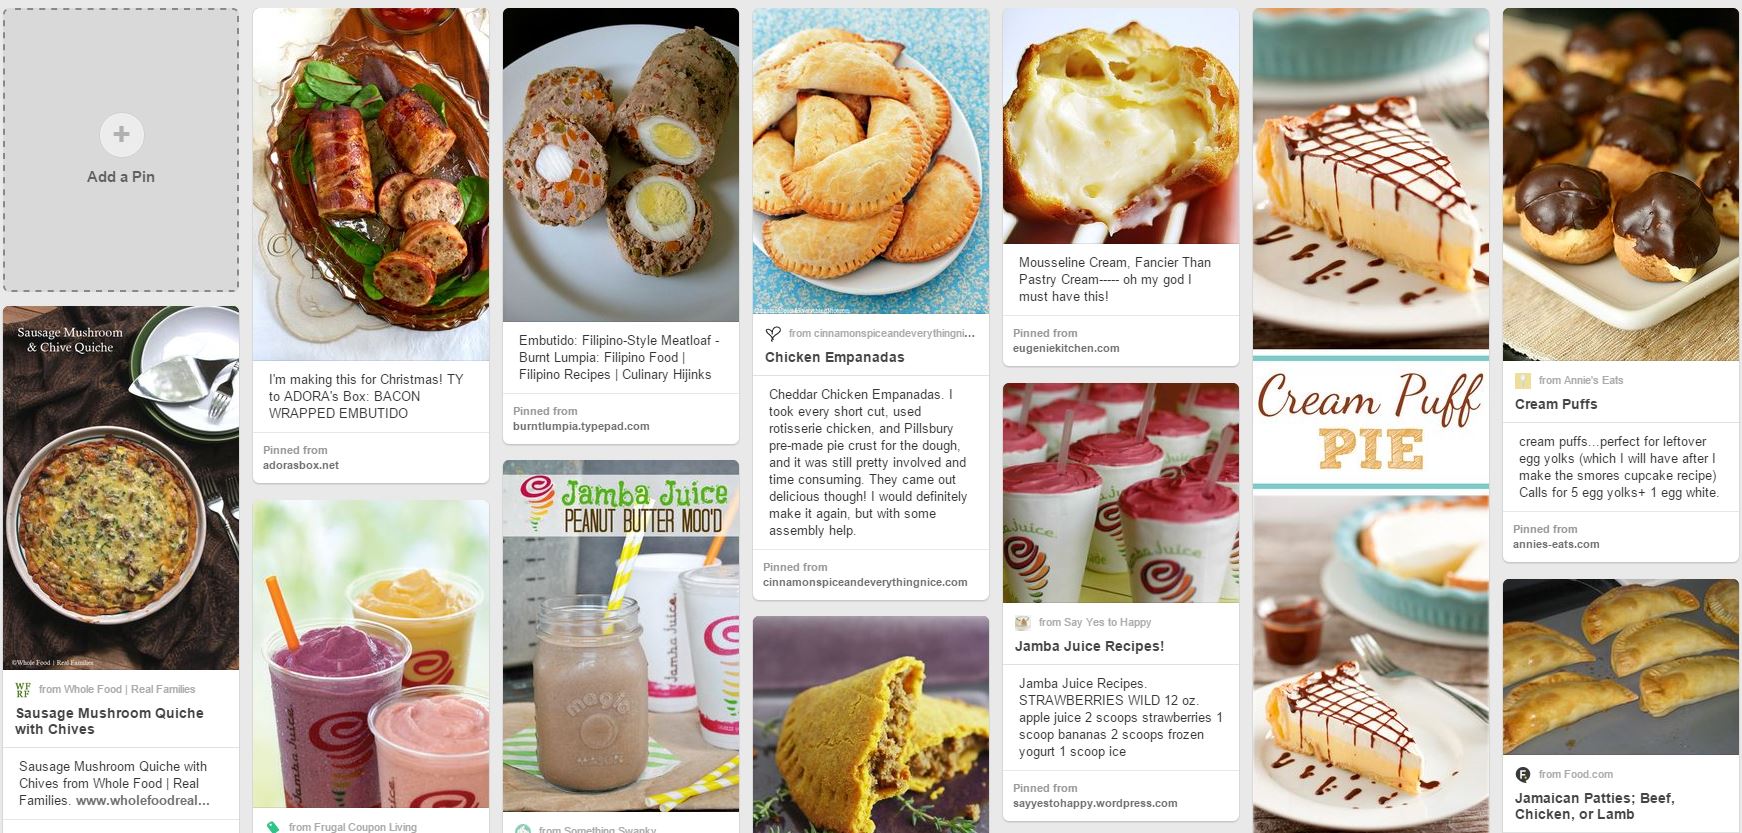 Add a Pin
Sausage Mushroom
& Chive Quiche
©Whole Food | Real Families
WF
RF
from Whole Food | Real Families
Sausage Mushroom Quiche
with Chives
Sausage Mushroom Quiche with
Chives from Whole Food | Real
Families. www.wholefoodreal...
I'm making this for Christmas! TY
to ADORA's Box: BACON
WRAPPED EMBUTIDO
Pinned from
adorasbox.net
Jamba Juice
from Frugal Coupon Living
Embutido: Filipino-Style Meatloaf -
Burnt Lumpia: Filipino Food |
Filipino Recipes | Culinary Hijinks
Pinned from
burntlumpia.typepad.com
Jamba Juice
PEANUT BUTTER MOO'D
Jamba Juice
magic
MASON
from Something Swanky
from cinnamonspiceandeverythingni...
Chicken Empanadas
Cheddar Chicken Empanadas. I
took every short cut, used
rotisserie chicken, and Pillsbury
pre-made pie crust for the dough,
and it was still pretty involved and
time consuming. They came out
delicious though! I would definitely
make it again, but with some
assembly help.
Pinned from
cinnamonspiceandeverythingnice.com
Mousseline Cream, Fancier Than
Pastry Cream----- oh my god I
must have this!
Pinned from
eugeniekitchen.com
Jamba Juice
from Say Yes to Happy
Jamba Juice Recipes!
Jamba Juice Recipes.
STRAWBERRIES WILD 12 oz.
apple juice 2 scoops strawberries 1
scoop bananas 2 scoops frozen
yogurt 1 scoop ice
Pinned from
sayyestohappy.wordpress.com
Cream Puff
PIE
from Annie's Eats
Cream Puffs
cream puffs...perfect for leftover
egg yolks (which I will have after I
make the smores cupcake recipe)
Calls for 5 egg yolks+ 1 egg white.
Pinned from
annies-eats.com
from Food.com
Jamaican Patties; Beef,
Chicken, or Lamb